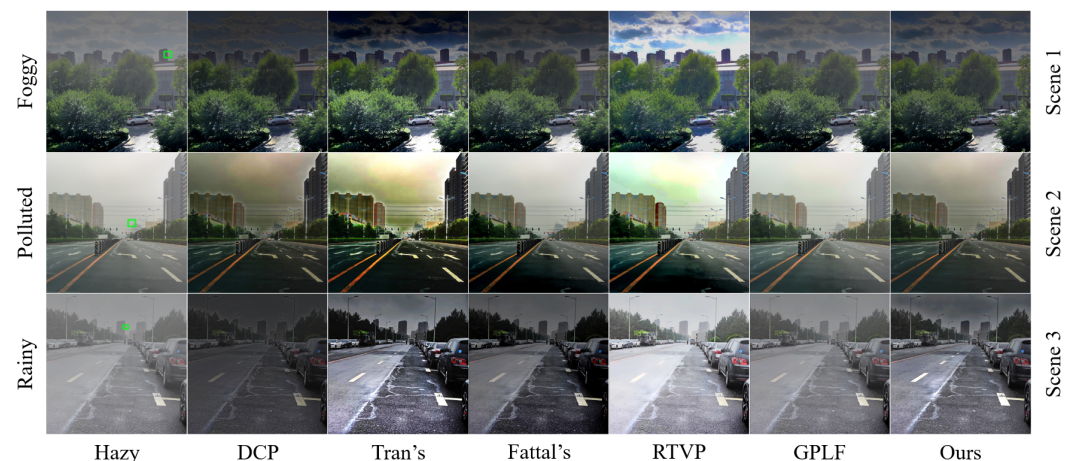 Foggy
Scene 1
Polluted
Scene 2
Rainy
Scene 3
Hazy
DCP
Tran's
Fattal's
RTVP
GPLF
Ours